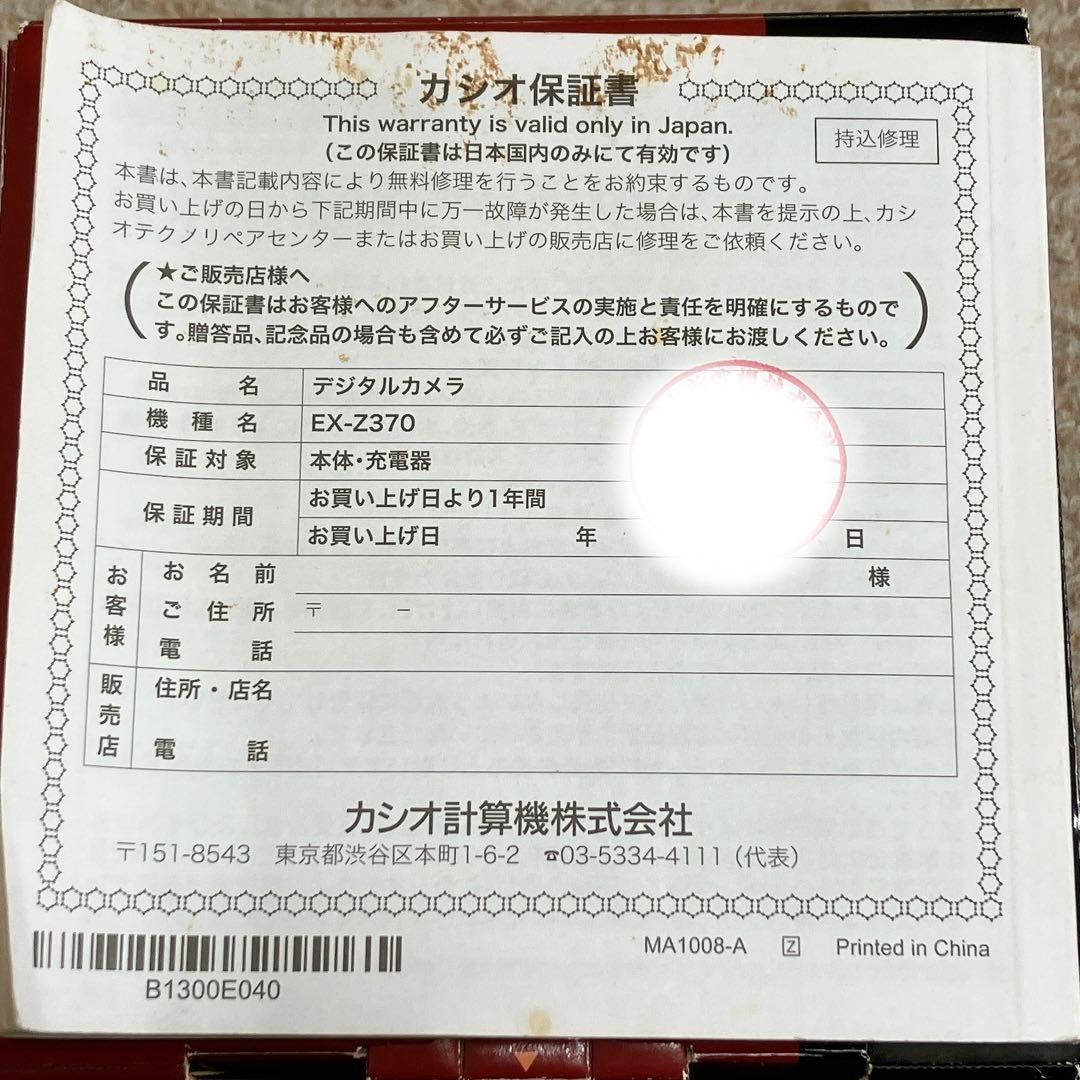 カシオ保証書
This warranty is valid only in Japan.
(この保証書は日本国内のみにて有効です)
持込修理
本書は、本書記載内容により無料修理を行うことをお約束するものです。
お買い上げの日から下記期間中に万一故障が発生した場合は、本書を提示の上、カシ
オテクノリペアセンターまたはお買い上げの販売店に修理をご依頼ください。
★ご販売店様へ
この保証書はお客様へのアフターサービスの実施と責任を明確にするもので
す。贈答品、記念品の場合も含めて必ずご記入の上お客様にお渡しください。
品名 デジタルカメラ
機種名 EX-Z370
保証対象 本体・充電器
保証期間 お買い上げ日より1年間
お買い上げ日 年 日
お客様 お名前 様
ご住所 〒 −
電話
販売店 住所・店名
電話
カシオ計算機株式会社
〒151-8543 東京都渋谷区本町1-6-2 ☎03-5334-4111(代表)
B1300E040
MA1008-A Z Printed in China